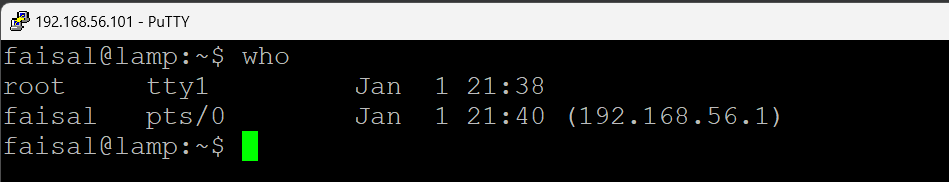 192.168.56.101 - PuTTY
faisal@lamp:~$ who
root     tty1         Jan  1 21:38
faisal   pts/0        Jan  1 21:40 (192.168.56.1)
faisal@lamp:~$